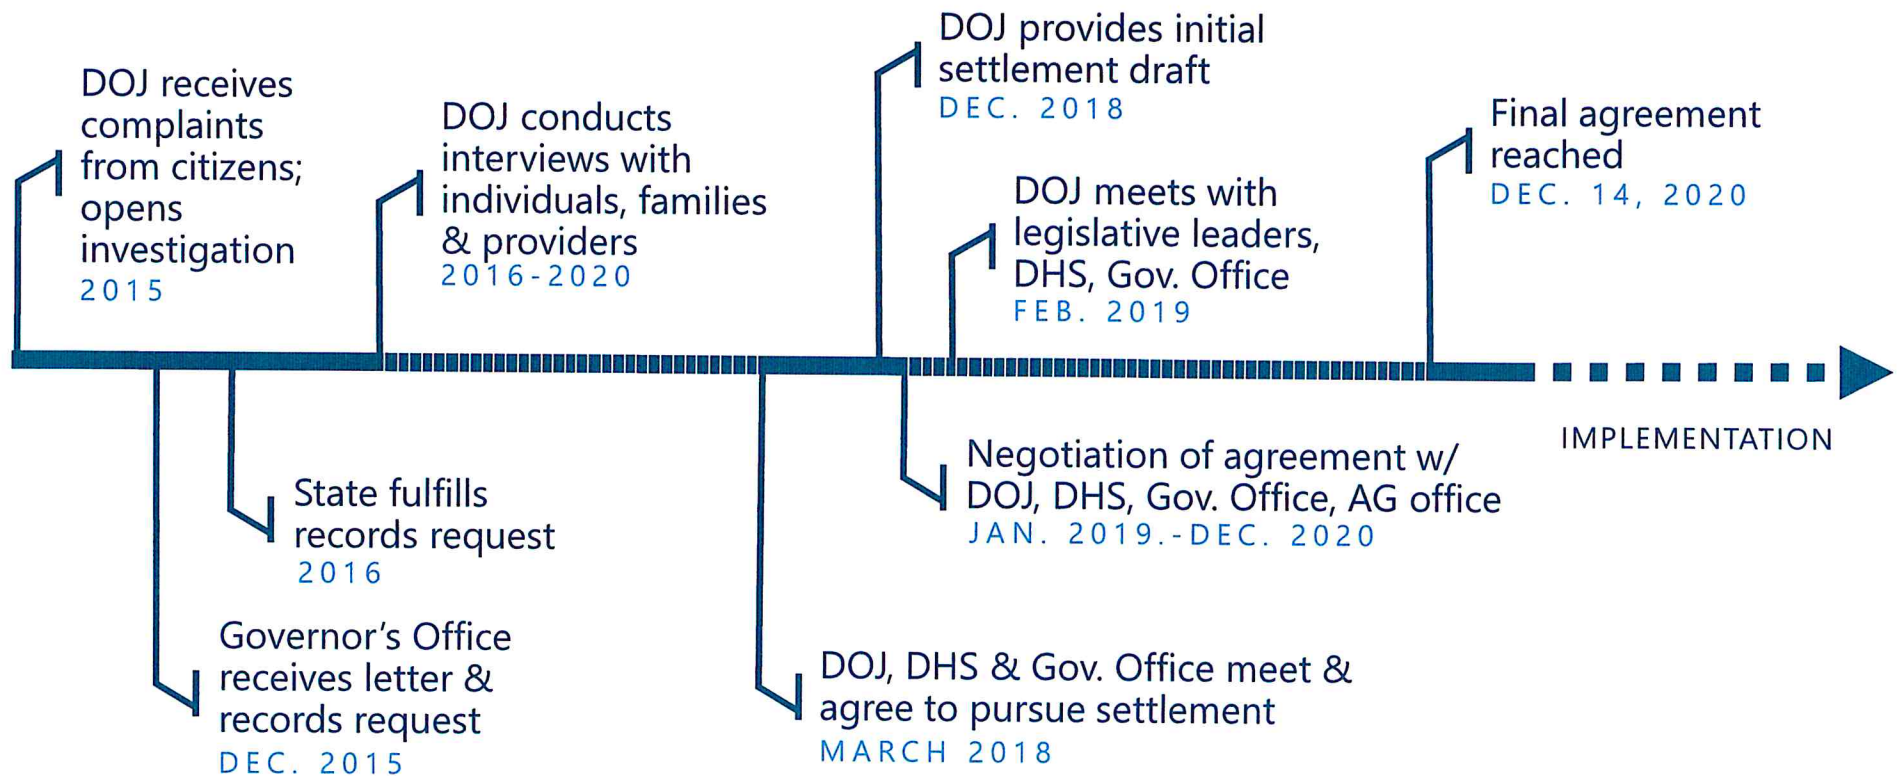 DOJ receives
complaints
from citizens;
opens
investigation
2015
DOJ conducts
interviews with
individuals, families
& providers
2016-2020
DOJ provides initial
settlement draft
DEC. 2018
DOJ meets with
legislative leaders,
DHS, Gov. Office
FEB. 2019
Final agreement
reached
DEC. 14, 2020
IMPLEMENTATION
State fulfills
records request
2016
Governor's Office
receives letter &
records request
DEC. 2015
Negotiation of agreement w/
DOJ, DHS, Gov. Office, AG office
JAN. 2019.-DEC. 2020
DOJ, DHS & Gov. Office meet &
agree to pursue settlement
MARCH 2018